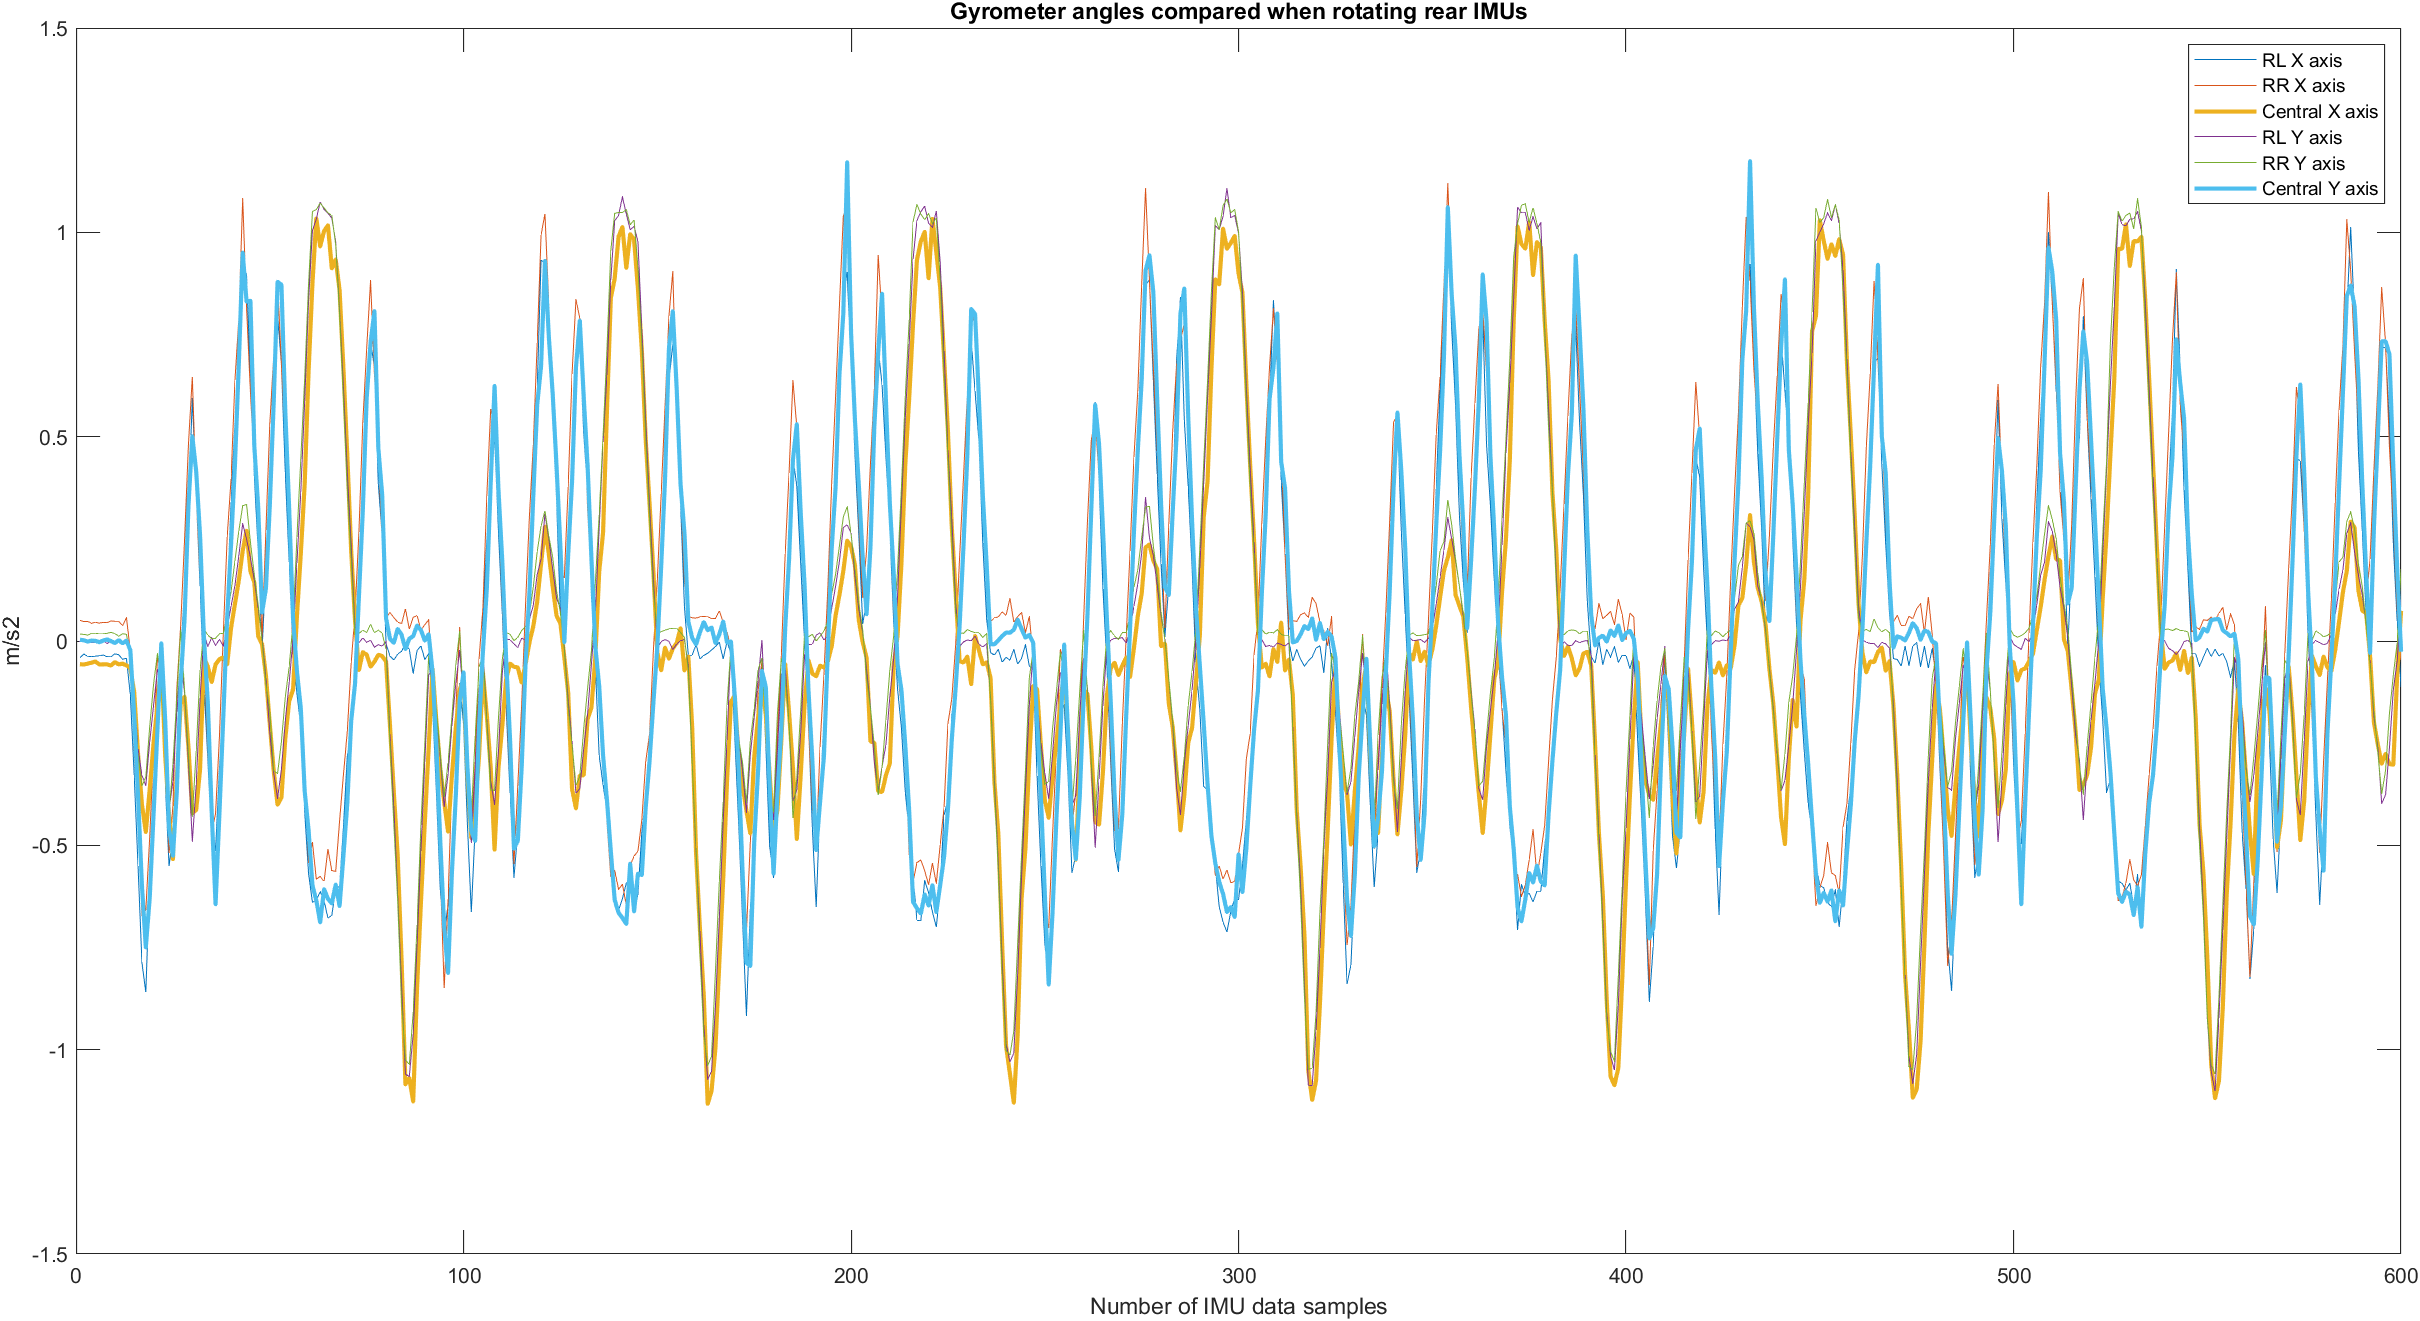 Gyrometer angles compared when rotating rear IMUs
1.5
1
0.5
0
-0.5
-1
-1.5
m/s2
0 100 200 300 400 500 600
Number of IMU data samples
RL X axis
RR X axis
Central X axis
RL Y axis
RR Y axis
Central Y axis